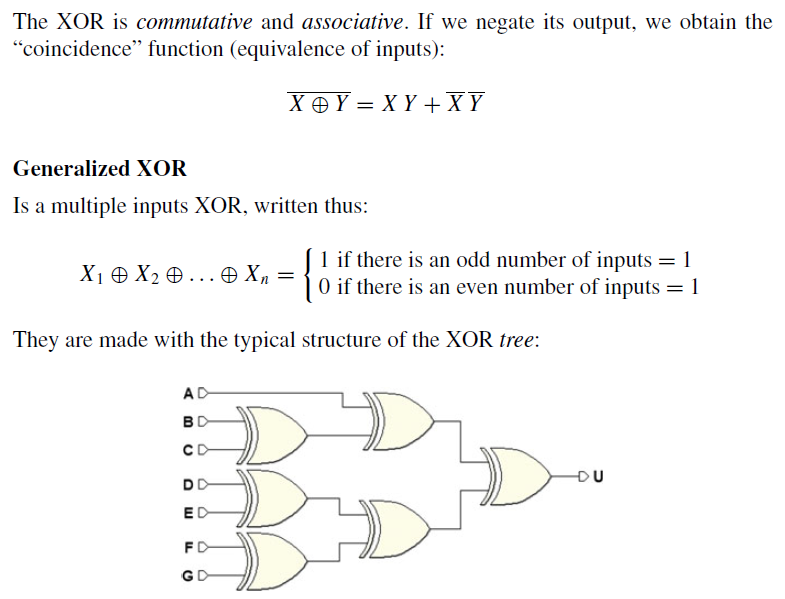 The XOR is commutative and associative. If we negate its output, we obtain the
“coincidence” function (equivalence of inputs):
X ⊕ Y̅ = X Y + X̅ Y̅
Generalized XOR
Is a multiple inputs XOR, written thus:
X₁ ⊕ X₂ ⊕ . . . ⊕ Xₙ = { 1 if there is an odd number of inputs = 1
0 if there is an even number of inputs = 1
They are made with the typical structure of the XOR tree:
A
B
C
D
E
F
G
U